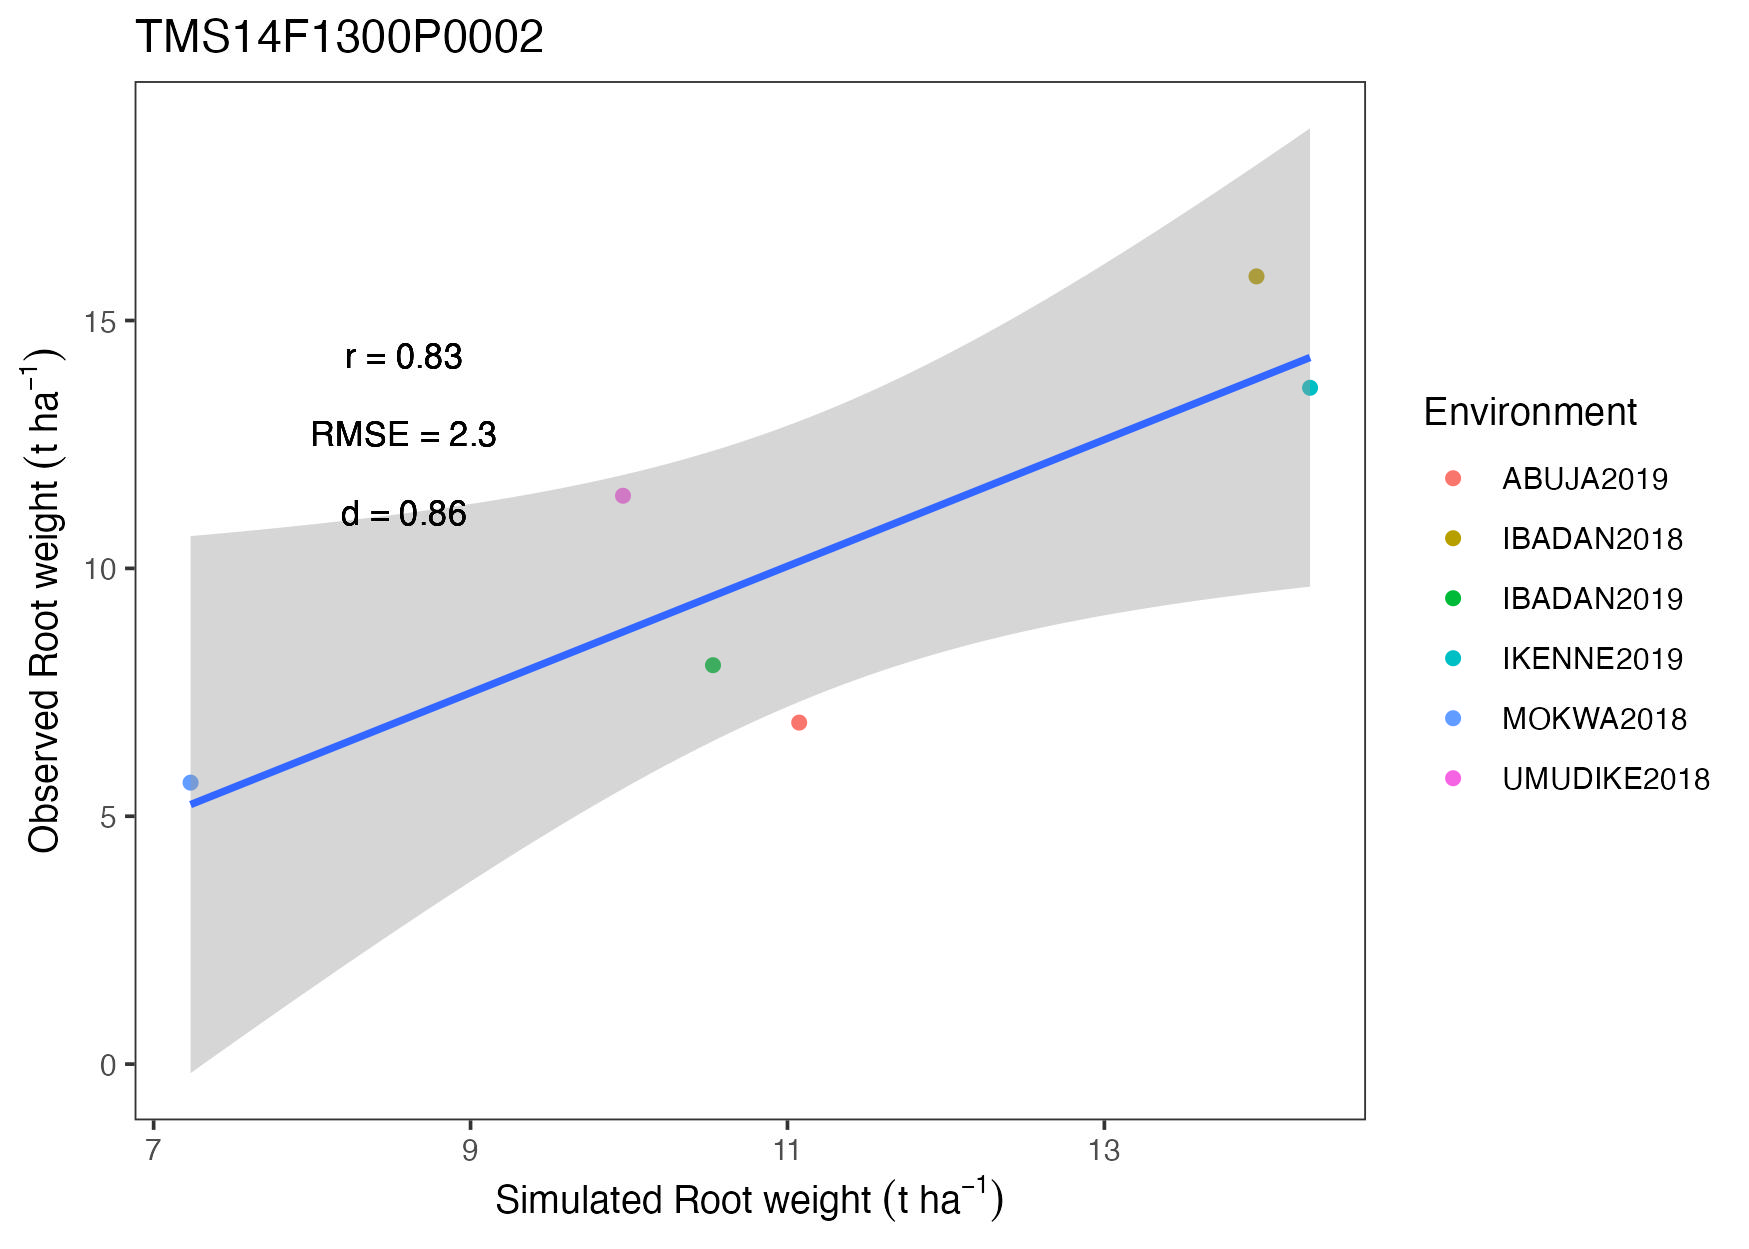 TMS14F1300P0002
Observed Root weight (t ha⁻¹)
15
10
5
0
r = 0.83
RMSE = 2.3
d = 0.86
7 9 11 13
Simulated Root weight (t ha⁻¹)
Environment
ABUJA2019
IBADAN2018
IBADAN2019
IKENNE2019
MOKWA2018
UMUDIKE2018